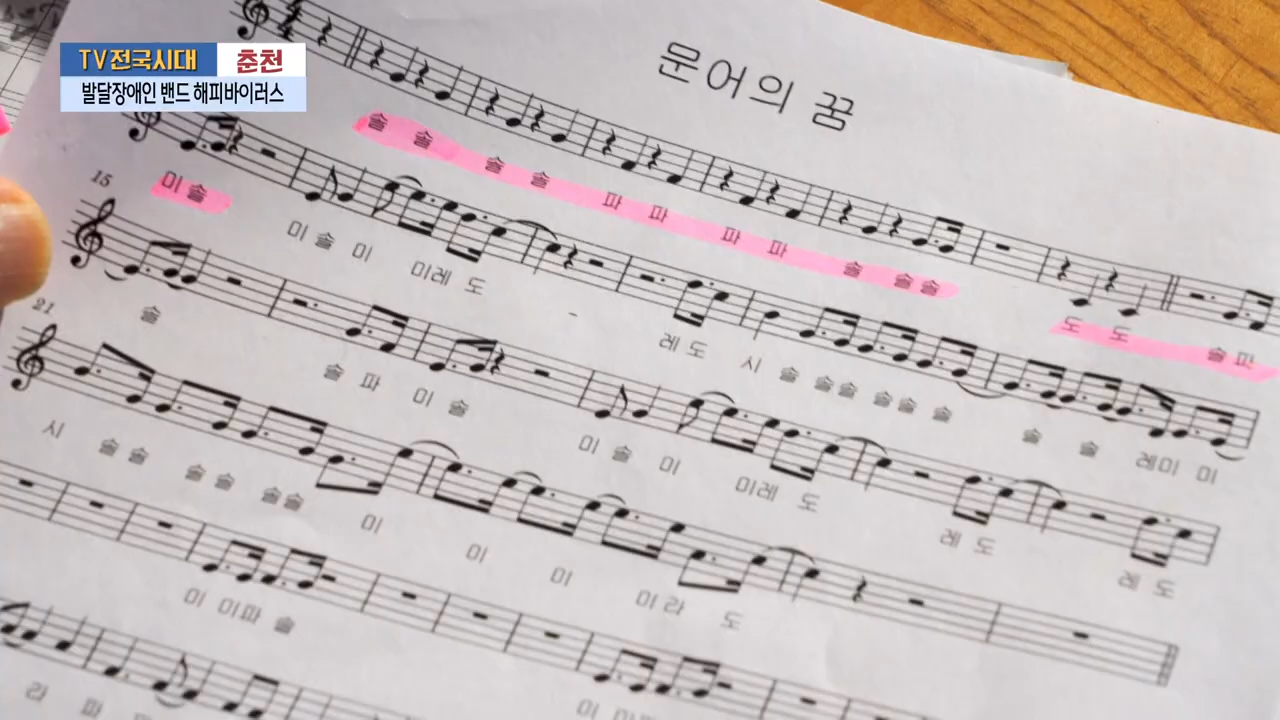 TV전국시대 춘천
발달장애인 밴드 해피바이러스
문어의 꿈
솔 솔 솔 솔 파 파 파 파 솔 솔솔 도 도 솔파
15
미솔 미 솔 미 미레 도 레 도 시 솔 솔솔 솔솔 솔 솔 솔 레미 미
21
솔 솔 파 미 솔 미 솔 미 미레 도 레 도 레 도
시 솔솔 솔솔 솔솔 미 미 미 미라 도
미 미파 솔
라 파